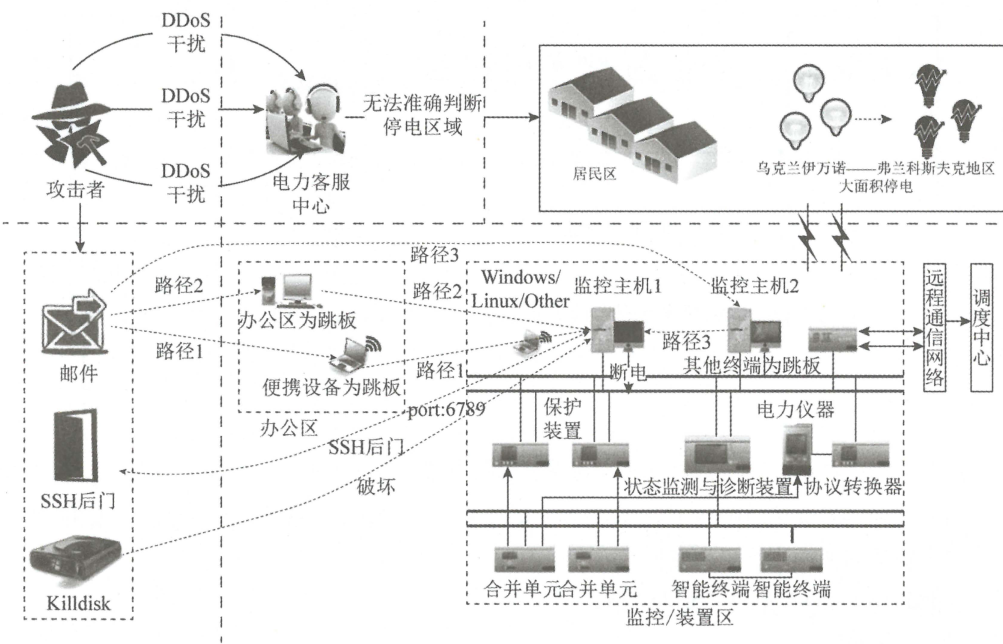 DDoS
干扰
DDoS
干扰
DDoS
干扰
攻击者
电力客服
中心
无法准确判断
停电区域
居民区
乌克兰伊万诺——弗兰科斯夫克地区
大面积停电
邮件
SSH后门
Killdisk
路径3
路径2
路径1
办公区为跳板
便携设备为跳板
办公区
路径2
路径1
Windows/
Linux/Other
监控主机1
监控主机2
路径3
其他终端为跳板
断电
远程通信网络
调度中心
port:6789
SSH后门
破坏
保护
装置
电力仪器
状态监测与诊断装置
协议转换器
合并单元
合并单元
智能终端
智能终端
监控/装置区